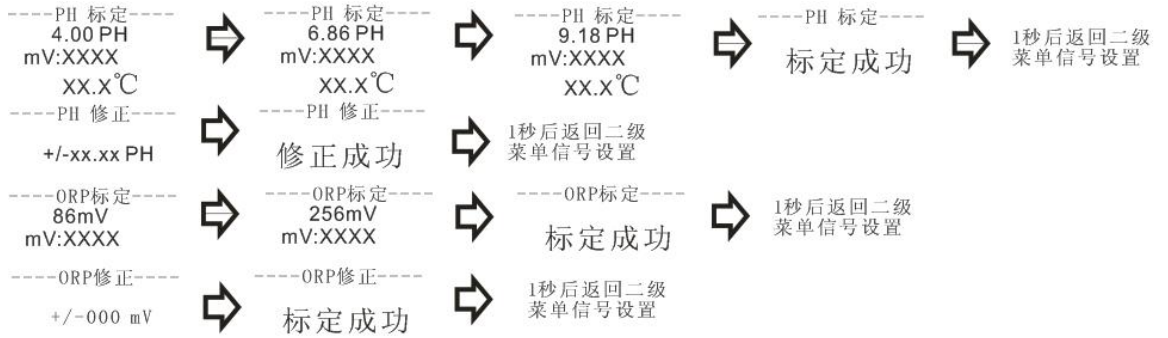 ----PH 标定----
4.00 PH
mV:XXXX
XX.X℃
----PH 标定----
6.86 PH
mV:XXXX
XX.X℃
----PH 标定----
9.18 PH
mV:XXXX
XX.X℃
----PH 标定----
标定成功
1秒后返回二级
菜单信号设置
----PH 修正----
+/-xx.xx PH
----PH 修正----
修正成功
1秒后返回二级
菜单信号设置
----ORP标定----
86mV
mV:XXXX
----ORP标定----
256mV
mV:XXXX
----ORP标定----
标定成功
1秒后返回二级
菜单信号设置
----ORP修正----
+/-000 mV
----ORP修正----
标定成功
1秒后返回二级
菜单信号设置